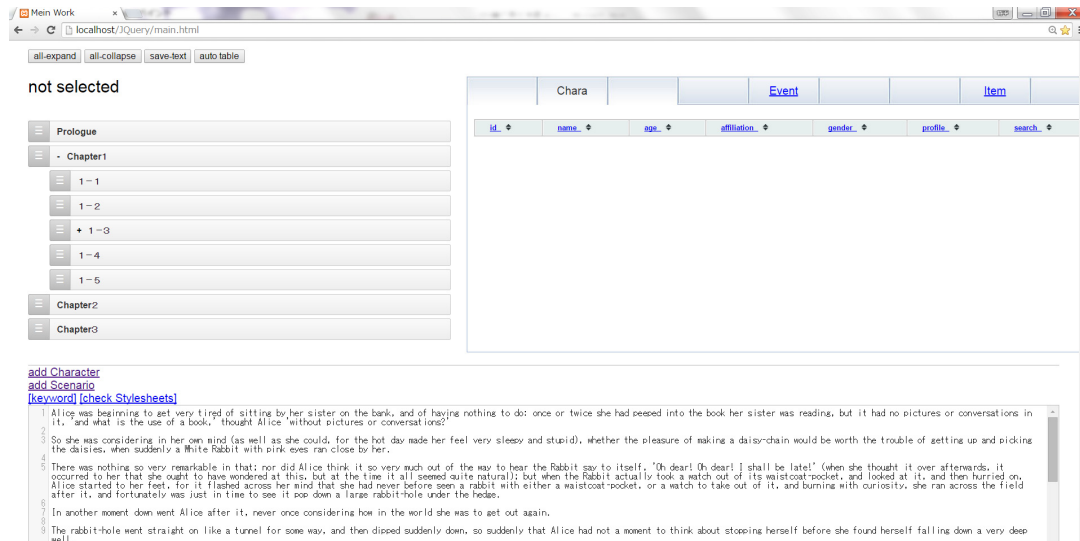 Mein Work
localhost/JQuery/main.html
all-expand all-collapse save-text auto table
not selected
Chara Event Item
id name age affiliation gender profile search
Prologue
- Chapter1
1-1
1-2
+ 1-3
1-4
1-5
Chapter2
Chapter3
add Character
add Scenario
[keyword] [check Stylesheets]
1 Alice was beginning to get very tired of sitting by her sister on the bank, and of having nothing to do: once or twice she had peeped into the book her sister was reading, but it had no pictures or conversations in
it, 'and what is the use of a book,' thought Alice 'without pictures or conversations?'
2
3 So she was considering in her own mind (as well as she could, for the hot day made her feel very sleepy and stupid), whether the pleasure of making a daisy-chain would be worth the trouble of getting up and picking
the daisies, when suddenly a White Rabbit with pink eyes ran close by her.
4
5 There was nothing so very remarkable in that; nor did Alice think it so very much out of the way to hear the Rabbit say to itself, 'Oh dear! Oh dear! I shall be late!' (when she thought it over afterwards, it
occurred to her that she ought to have wondered at this, but at the time it all seemed quite natural); but when the Rabbit actually took a watch out of its waistcoat-pocket, and looked at it, and then hurried on,
Alice started to her feet, for it flashed across her mind that she had never before seen a rabbit with either a waistcoat-pocket, or a watch to take out of it, and burning with curiosity, she ran across the field
after it, and fortunately was just in time to see it pop down a large rabbit-hole under the hedge.
6
7 In another moment down went Alice after it, never once considering how in the world she was to get out again.
8
9 The rabbit-hole went straight on like a tunnel for some way, and then dipped suddenly down, so suddenly that Alice had not a moment to think about stopping herself before she found herself falling down a very deep
well.